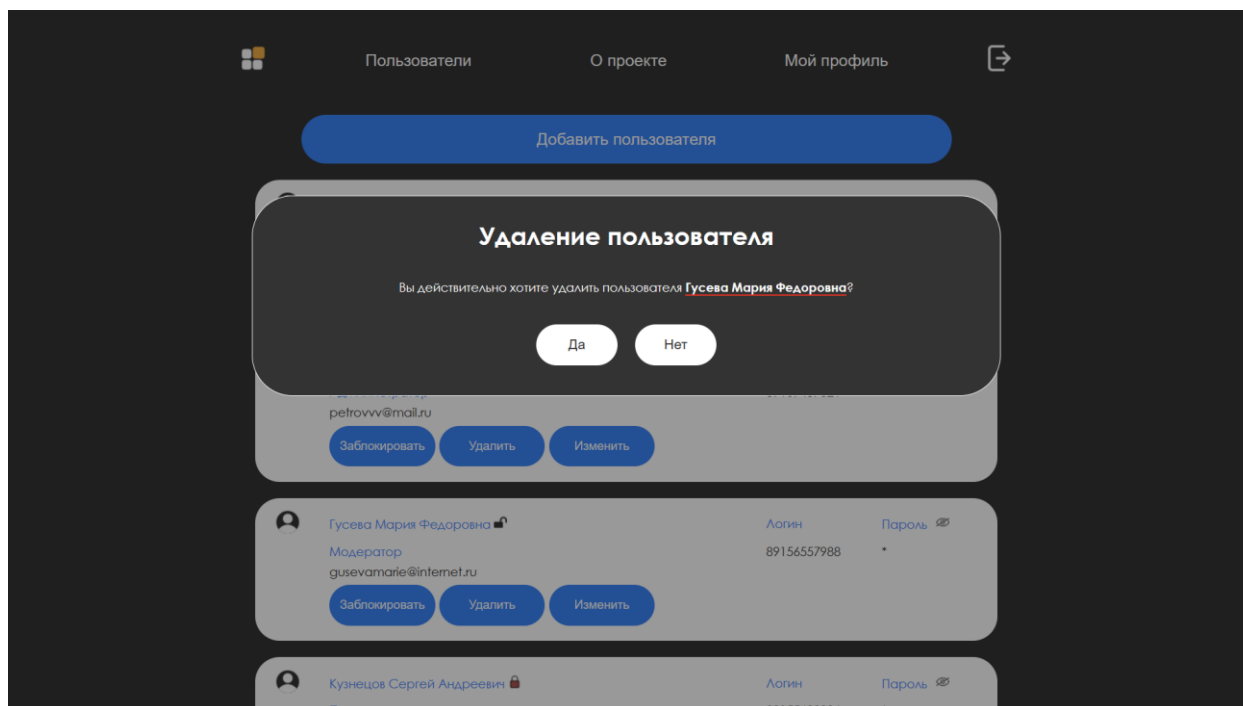 Пользователи О проекте Мой профиль
Добавить пользователя
Удаление пользователя
Вы действительно хотите удалить пользователя Гусева Мария Федоровна?
Да Нет
petrovvv@mail.ru
Заблокировать Удалить Изменить
Гусева Мария Федоровна Логин Пароль
Модератор 89156557988 *
gusevamarie@internet.ru
Заблокировать Удалить Изменить
Кузнецов Сергей Андреевич Логин Пароль